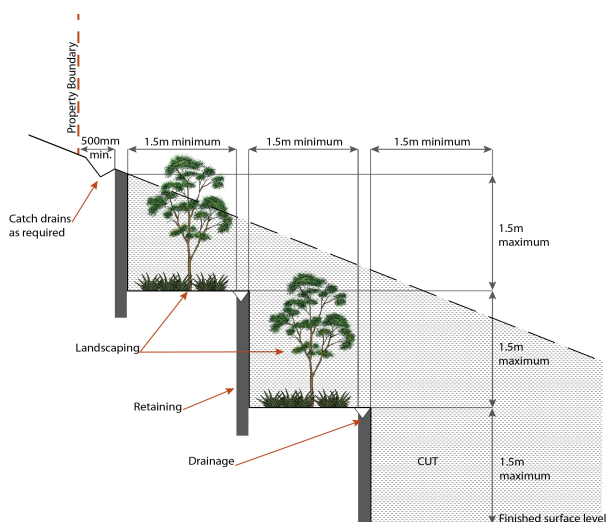 Property Boundary
500mm
min.
1.5m minimum
1.5m minimum
1.5m minimum
Catch drains
as required
1.5m
maximum
Landscaping
1.5m
maximum
Retaining
Drainage
CUT
1.5m
maximum
Finished surface level